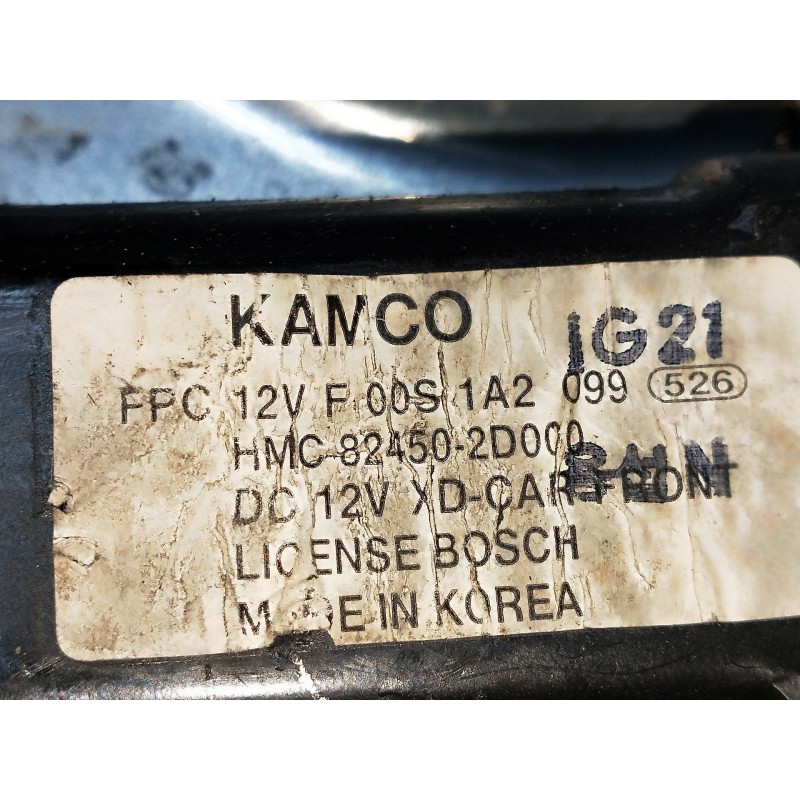 KAMCO 1G21
FPC 12V F 00S 1A2 099 526
HMC-82450-2D000
DC 12V XD-CAR FRONT
LICENSE BOSCH
MADE IN KOREA